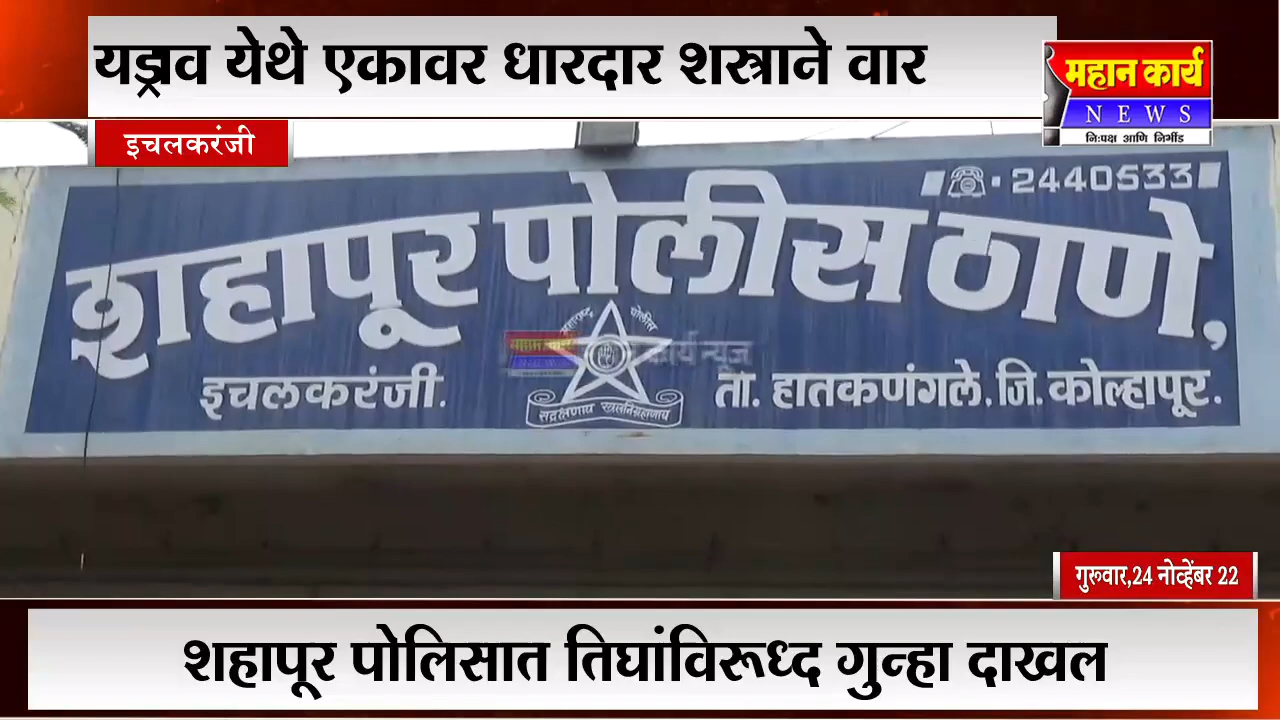 यड्राव येथे एकावर धारदार शस्त्राने वार
महान कार्य
NEWS
निःपक्ष आणि निर्भीड
इचलकरंजी
2440533
शहापूर पोलीस ठाणे,
महाराष्ट्र पोलीस
कार्य न्यूज
इचलकरंजी.
ता. हातकणंगले. जि. कोल्हापूर.
सद्रक्षणाय खलनिग्रहणाय
गुरूवार,24 नोव्हेंबर 22
शहापूर पोलिसात तिघांविरूध्द गुन्हा दाखल